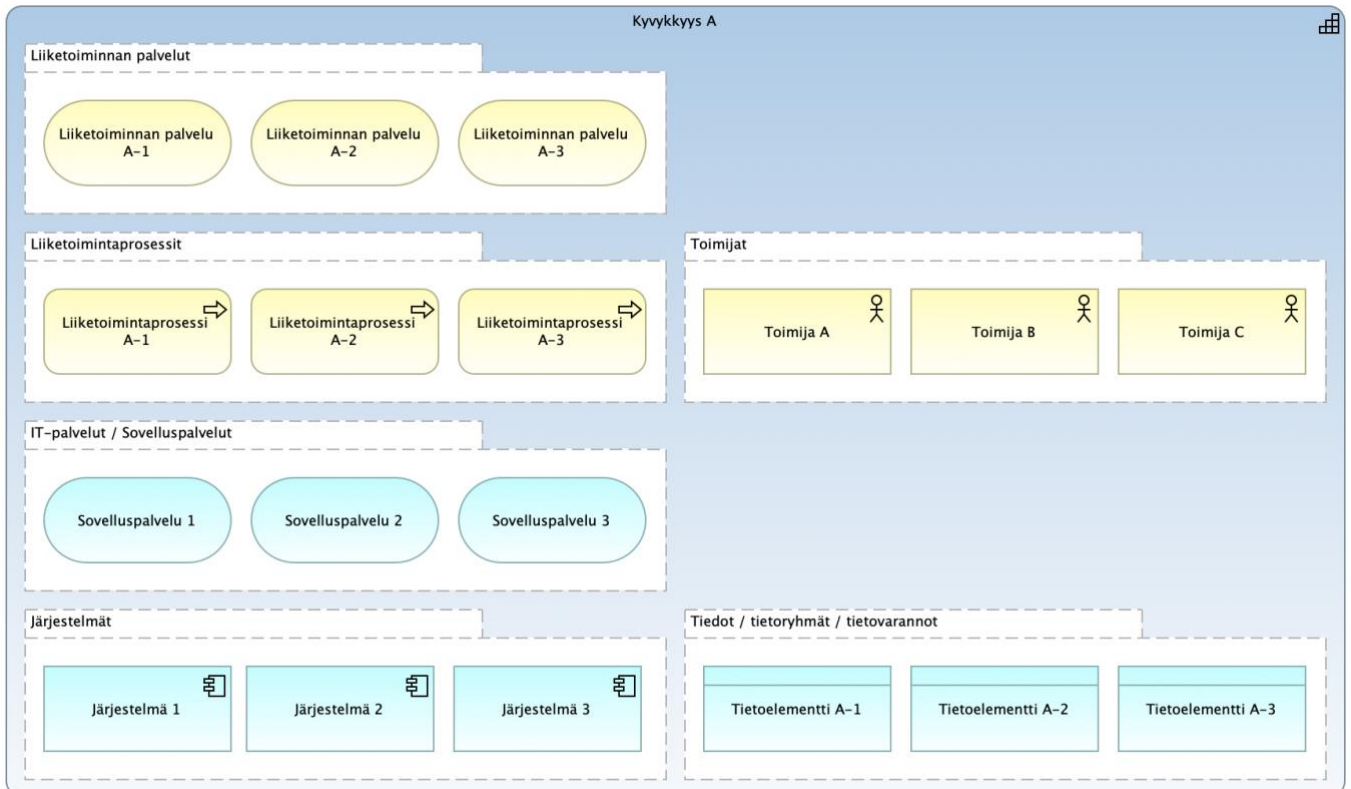 Kyvykkyys A
Liiketoiminnan palvelut
Liiketoiminnan palvelu
A-1
Liiketoiminnan palvelu
A-2
Liiketoiminnan palvelu
A-3
Liiketoimintaprosessit
Liiketoimintaprosessi
A-1
Liiketoimintaprosessi
A-2
Liiketoimintaprosessi
A-3
Toimijat
Toimija A
Toimija B
Toimija C
IT-palvelut / Sovelluspalvelut
Sovelluspalvelu 1
Sovelluspalvelu 2
Sovelluspalvelu 3
Järjestelmät
Järjestelmä 1
Järjestelmä 2
Järjestelmä 3
Tiedot / tietoryhmät / tietovarannot
Tietoelementti A-1
Tietoelementti A-2
Tietoelementti A-3